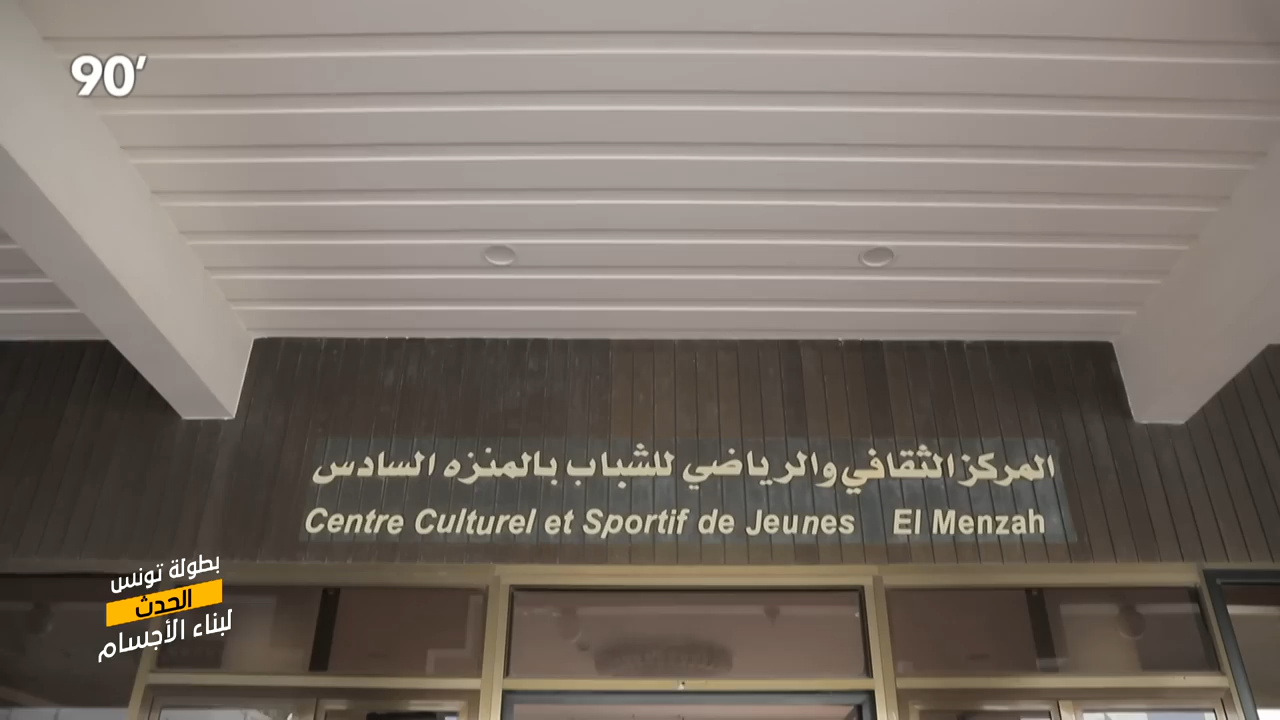 90’
المركز الثقافي والرياضي للشباب بالمنزه السادس
Centre Culturel et Sportif de Jeunes El Menzah
بطولة تونس
الحدث
لبناء الأجسام